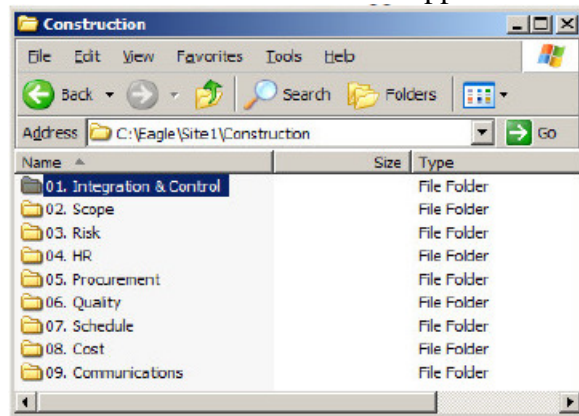 Construction
File Edit View Favorites Tools Help
Back Search Folders
Address C:\Eagle\Site1\Construction Go
Name Size Type
01. Integration & Control File Folder
02. Scope File Folder
03. Risk File Folder
04. HR File Folder
05. Procurement File Folder
06. Quality File Folder
07. Schedule File Folder
08. Cost File Folder
09. Communications File Folder